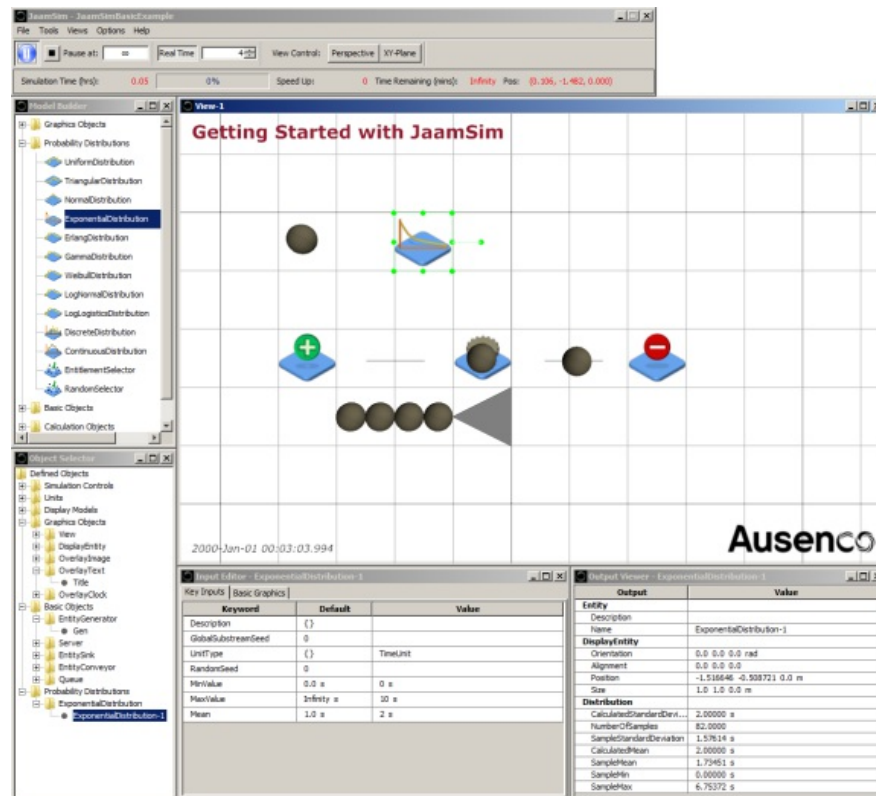 JaamSim - JaamSimBasicExample
File Tools Views Options Help
Pause at: ∞ Real Time 4 View Control: Perspective XY-Plane
Simulation Time (hrs): 0.05 0% Speed Up: 0 Time Remaining (mins): Infinity Pos: (0.106, -1.482, 0.000)
Model Builder
Graphics Objects
Probability Distributions
UniformDistribution
TriangularDistribution
NormalDistribution
ExponentialDistribution
ErlangDistribution
GammaDistribution
WeibullDistribution
LogNormalDistribution
LogLogisticsDistribution
DiscreteDistribution
ContinuousDistribution
EntitlementSelector
RandomSelector
Basic Objects
Calculation Objects
View-1
Getting Started with JaamSim
2000-Jan-01 00:03:03.994
Ausenco
Object Selector
Defined Objects
Simulation Controls
Units
Display Models
Graphics Objects
View
DisplayEntity
OverlayImage
OverlayText
Title
OverlayClock
Basic Objects
EntityGenerator
Gen
Server
EntitySink
EntityConveyor
Queue
Probability Distributions
ExponentialDistribution
ExponentialDistribution-1
Input Editor - ExponentialDistribution-1
Key Inputs Basic Graphics
Keyword Default Value
Description {}
GlobalSubstreamSeed 0
UnitType {} TimeUnit
RandomSeed 0
MinValue 0.0 s 0 s
MaxValue Infinity s 10 s
Mean 1.0 s 2 s
Output Viewer - ExponentialDistribution-1
Output Value
Entity
Description
Name ExponentialDistribution-1
DisplayEntity
Orientation 0.0 0.0 0.0 rad
Alignment 0.0 0.0 0.0
Position -1.516646 -0.508721 0.0 m
Size 1.0 1.0 0.0 m
Distribution
CalculatedStandardDevi... 2.00000 s
NumberOfSamples 82.0000
SampleStandardDeviation 1.57614 s
CalculatedMean 2.00000 s
SampleMean 1.73451 s
SampleMin 0.00000 s
SampleMax 6.75372 s